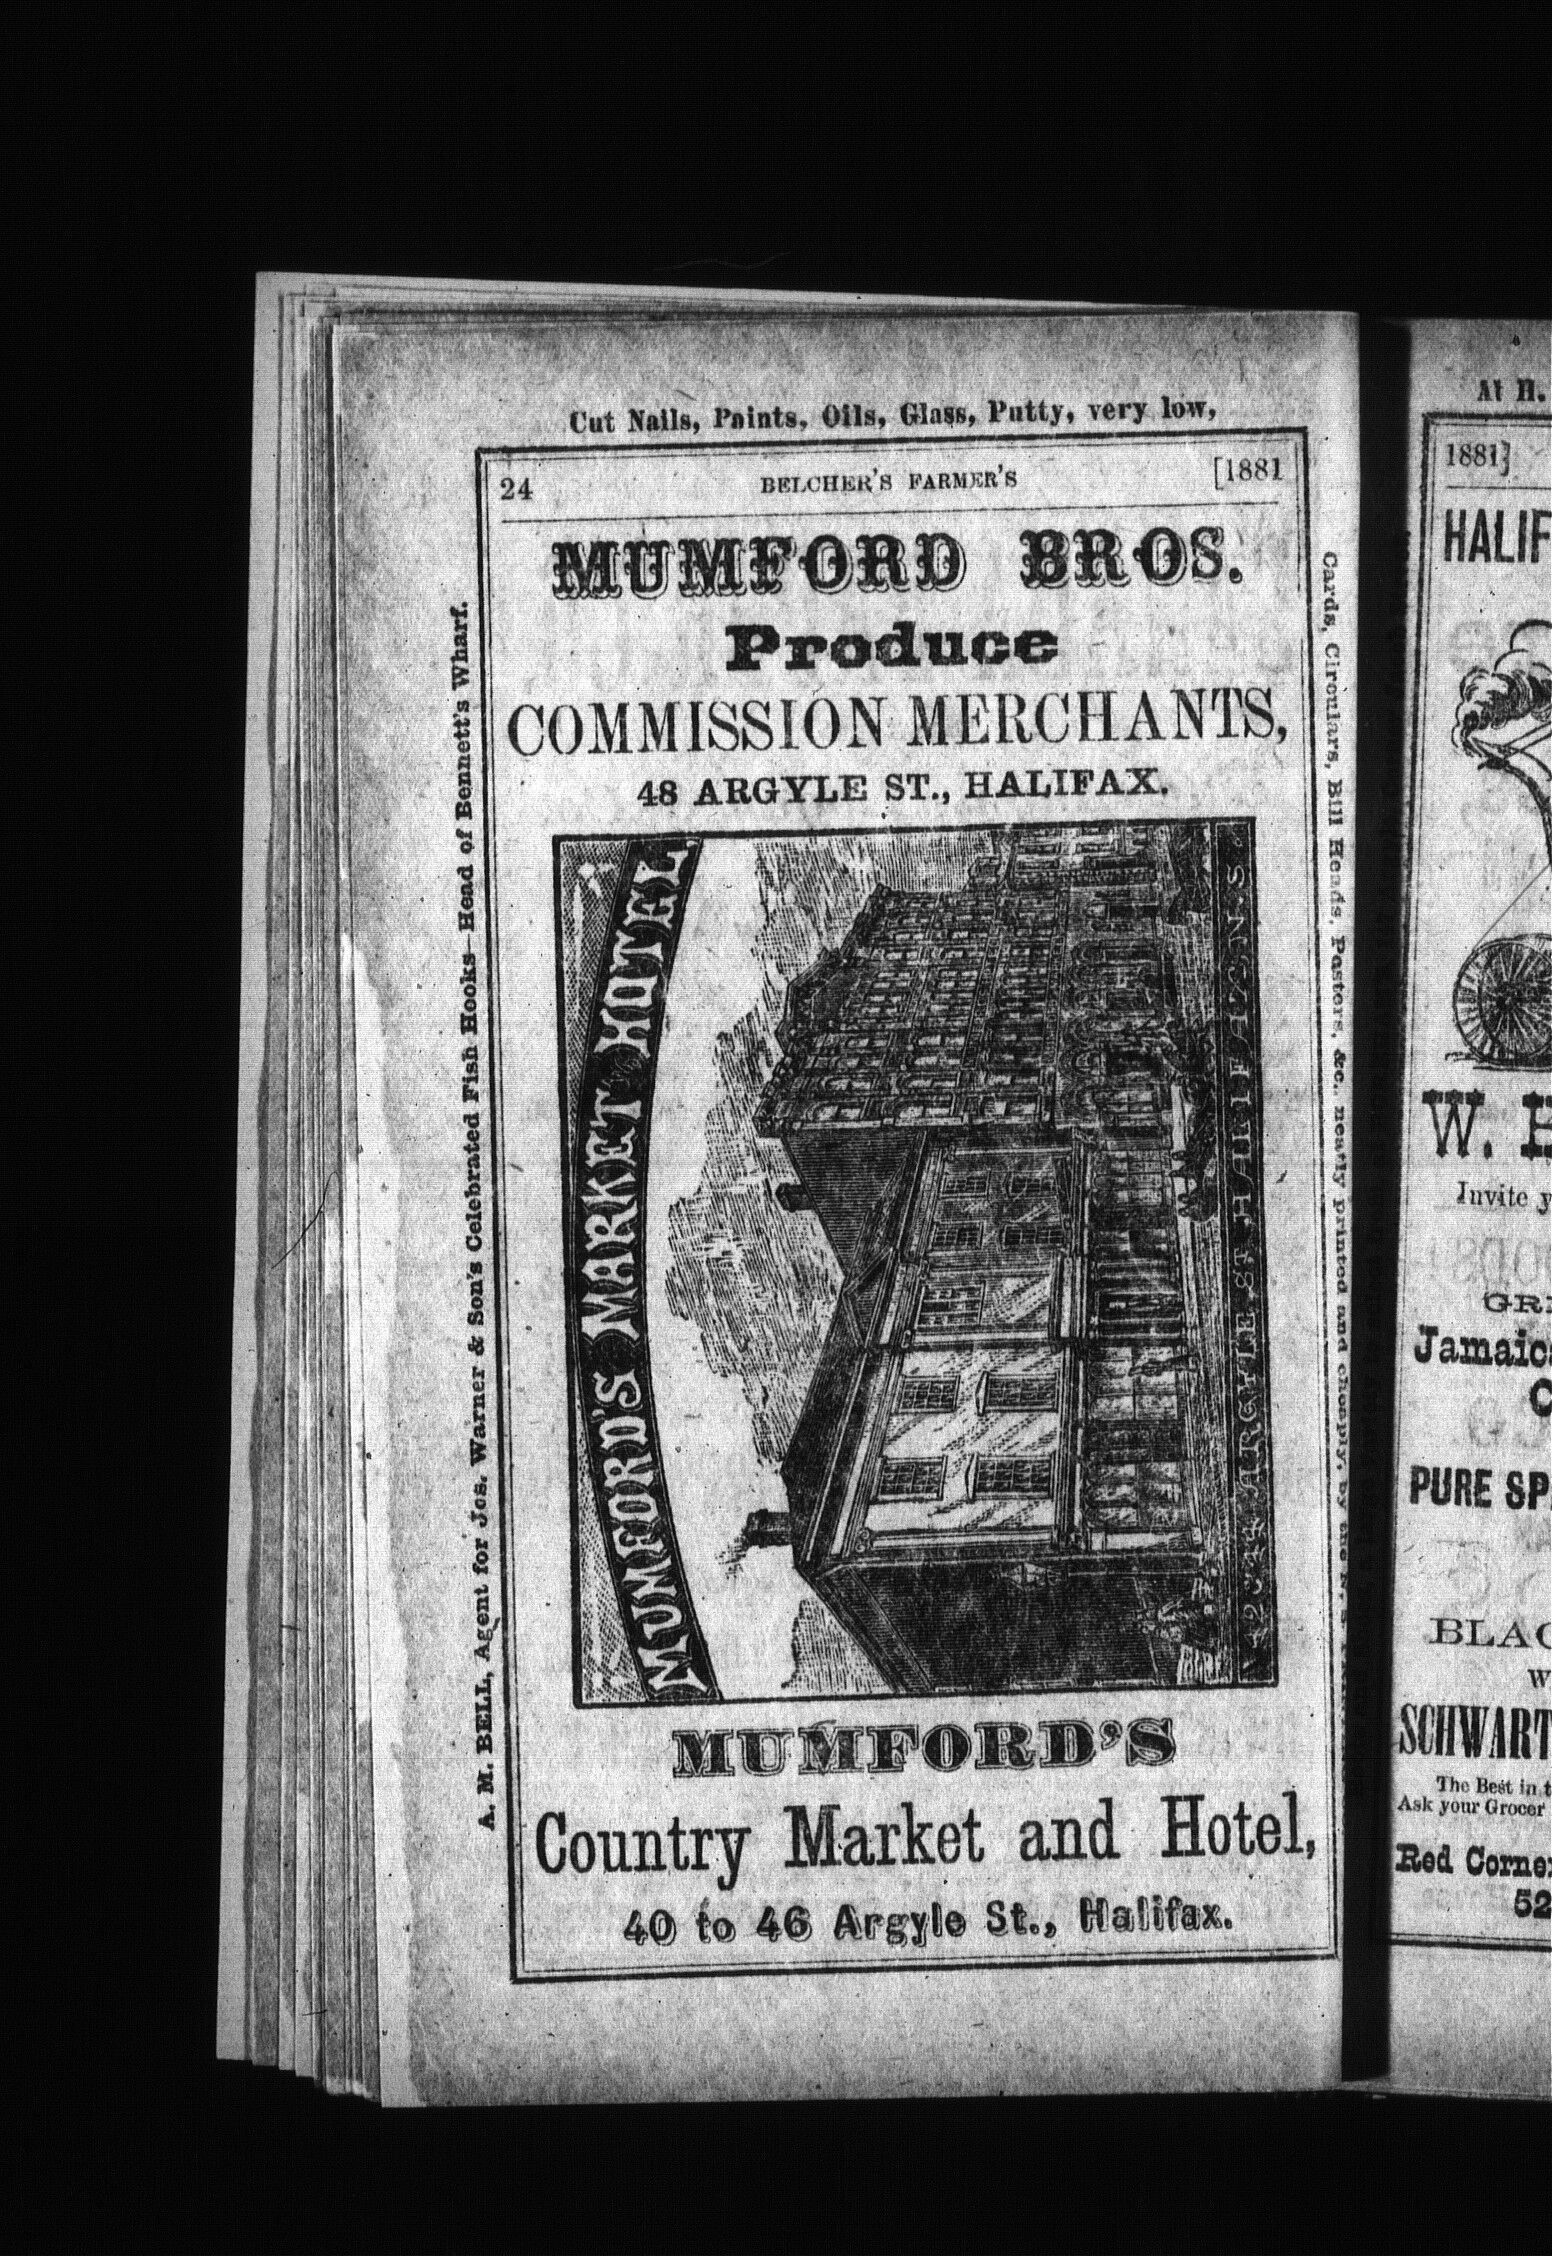 Cut Nails, Paints, Oils, Glass, Putty, very low,
24 BELCHER'S FARMER'S [1881
MUMFORD BROS.
Produce
COMMISSION MERCHANTS,
48 ARGYLE ST., HALIFAX.
MUMFORD'S MARKET HOTEL,
ARGYLE ST. HALIFAX, N.S.
MUMFORD'S
Country Market and Hotel,
40 to 46 Argyle St., Halifax.
A. M. BELL, Agent for Jos. Warner & Son's Celebrated Fish Hooks—Head of Bennett's Wharf.
Cards, Circulars, Bill Heads, Posters, &c., neatly printed and cheaply, by the
At H.
1881]
HALIF
W. H
Invite y
GRE
Jamaica
C
PURE SP
BLAC
W
SCHWART
The Best in t
Ask your Grocer
Red Corner
52